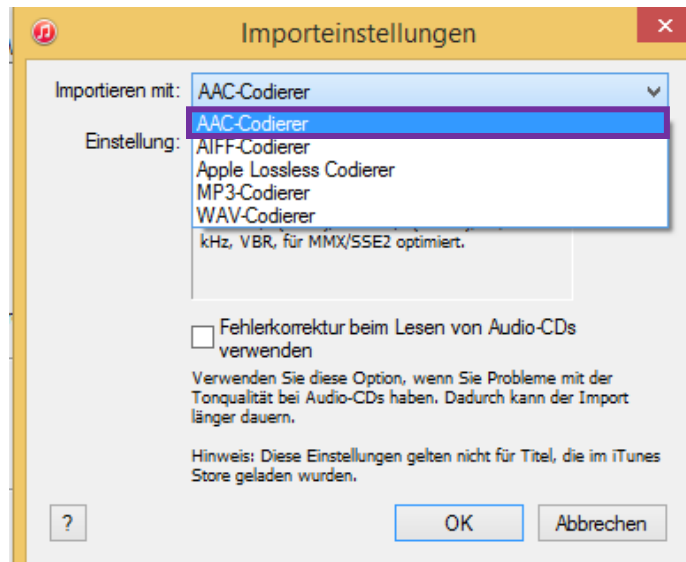 Importeinstellungen
Importieren mit: AAC-Codierer
AAC-Codierer
Einstellung: AIFF-Codierer
Apple Lossless Codierer
MP3-Codierer
WAV-Codierer
kHz, VBR, für MMX/SSE2 optimiert.
Fehlerkorrektur beim Lesen von Audio-CDs
verwenden
Verwenden Sie diese Option, wenn Sie Probleme mit der
Tonqualität bei Audio-CDs haben. Dadurch kann der Import
länger dauern.
Hinweis: Diese Einstellungen gelten nicht für Titel, die im iTunes
Store geladen wurden.
? OK Abbrechen